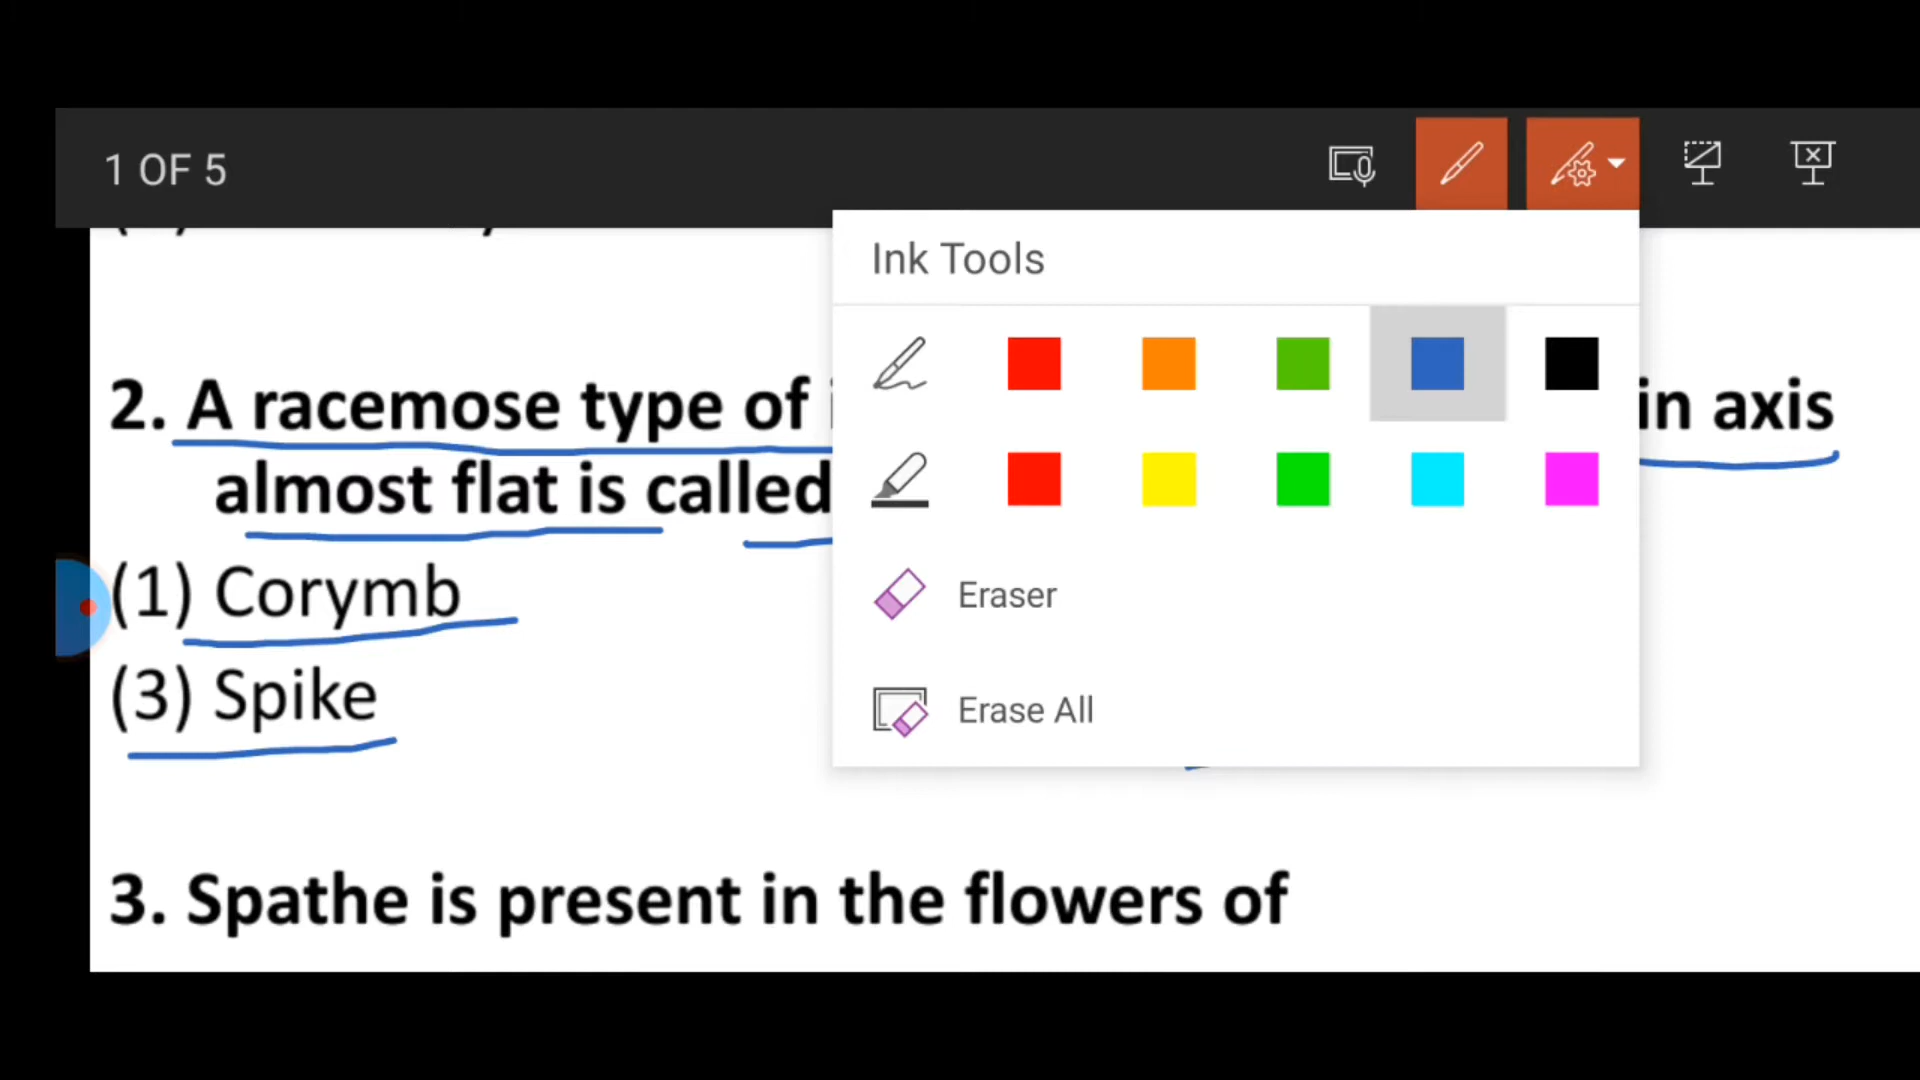 1 OF 5
Ink Tools
2. A racemose type of in axis
almost flat is called
(1) Corymb
Eraser
(3) Spike
Erase All
3. Spathe is present in the flowers of